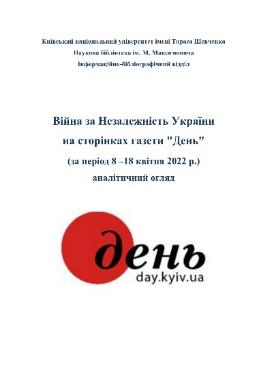 Київський національний університет імені Тараса Шевченка
Наукова бібліотека ім. М. Максимовича
Інформаційно-бібліографічний відділ
Війна за Незалежність України
на сторінках газети "День"
(за період 8 –18 квітня 2022 р.)
аналітичний огляд
день
day.kyiv.ua